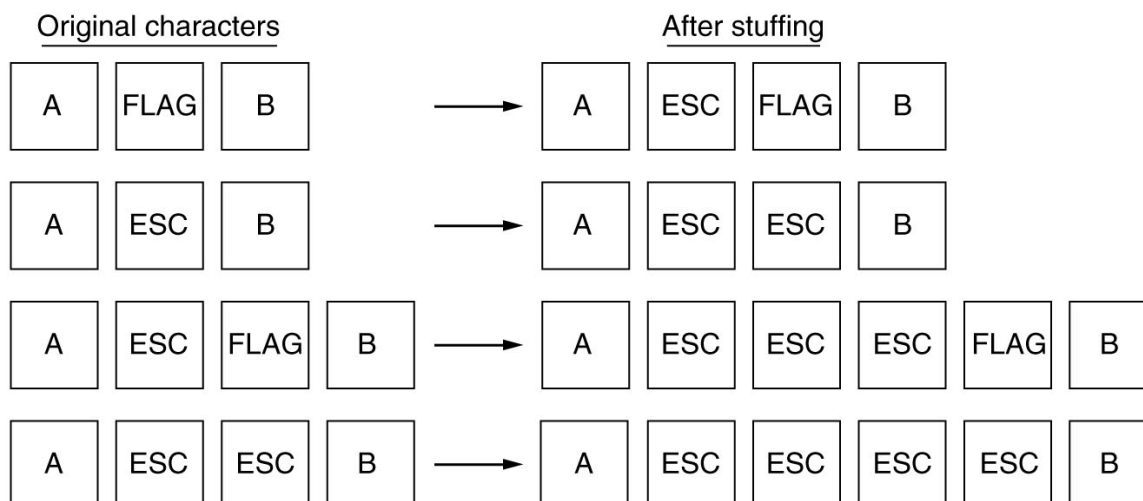 Original characters After stuffing
A FLAG B A ESC FLAG B
A ESC B A ESC ESC B
A ESC FLAG B A ESC ESC ESC FLAG B
A ESC ESC B A ESC ESC ESC ESC B